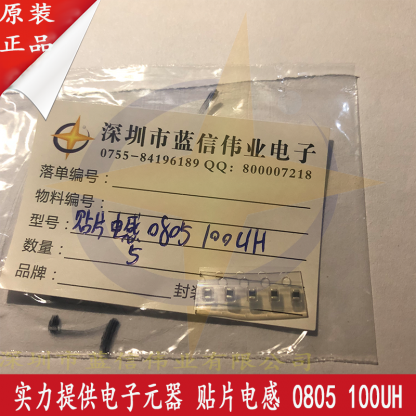 原装
正品
深圳市蓝信伟业电子
0755-84196189 QQ: 800007218
落单编号:
物料编号:
型号: 贴片电感 0805 100UH
数量: 5
品牌: 封装
实力提供电子元器 贴片电感 0805 100UH